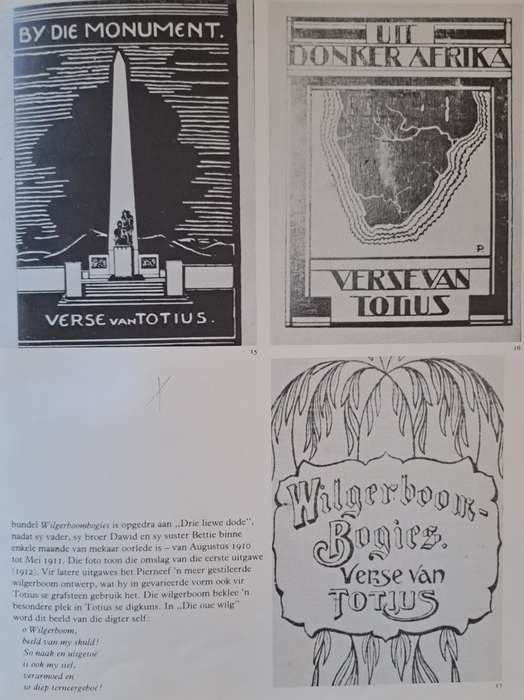 BY DIE MONUMENT.
VERSE VAN TOTIUS.
15
UIT
DONKER AFRIKA
P.
VERSE VAN
TOTIUS
16
Wilgerboom-
Bogies.
Verse van
TOTIUS
17
bundel Wilgerboombogies is opgedra aan „Drie liewe dode”,
nadat sy vader, sy broer Dawid en sy suster Bettie binne
enkele maande van mekaar oorlede is – van Augustus 1910
tot Mei 1911. Die foto toon die omslag van die eerste uitgawe
(1912). Vir latere uitgawes het Pierneef 'n meer gestileerde
wilgerboom ontwerp, wat hy in gevarieerde vorm ook vir
Totius se grafsteen gebruik het. Die wilgerboom beklee 'n
besondere plek in Totius se digkuns. In „Die oue wilg”
word dit beeld van die digter self:
o Wilgerboom,
beeld van my skuld!
So naak en uitgetoë
is ook my siel,
verarmoed en
so diep terneergeboë!